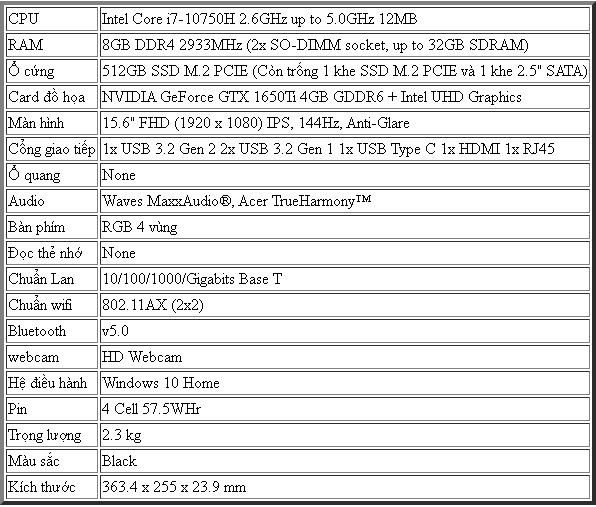 CPU Intel Core i7-10750H 2.6GHz up to 5.0GHz 12MB
RAM 8GB DDR4 2933MHz (2x SO-DIMM socket, up to 32GB SDRAM)
Ổ cứng 512GB SSD M.2 PCIE (Còn trống 1 khe SSD M.2 PCIE và 1 khe 2.5" SATA)
Card đồ họa NVIDIA GeForce GTX 1650Ti 4GB GDDR6 + Intel UHD Graphics
Màn hình 15.6" FHD (1920 x 1080) IPS, 144Hz, Anti-Glare
Cổng giao tiếp 1x USB 3.2 Gen 2 2x USB 3.2 Gen 1 1x USB Type C 1x HDMI 1x RJ45
Ổ quang None
Audio Waves MaxxAudio®, Acer TrueHarmony™
Bàn phím RGB 4 vùng
Đọc thẻ nhớ None
Chuẩn Lan 10/100/1000/Gigabits Base T
Chuẩn wifi 802.11AX (2x2)
Bluetooth v5.0
webcam HD Webcam
Hệ điều hành Windows 10 Home
Pin 4 Cell 57.5WHr
Trọng lượng 2.3 kg
Màu sắc Black
Kích thước 363.4 x 255 x 23.9 mm